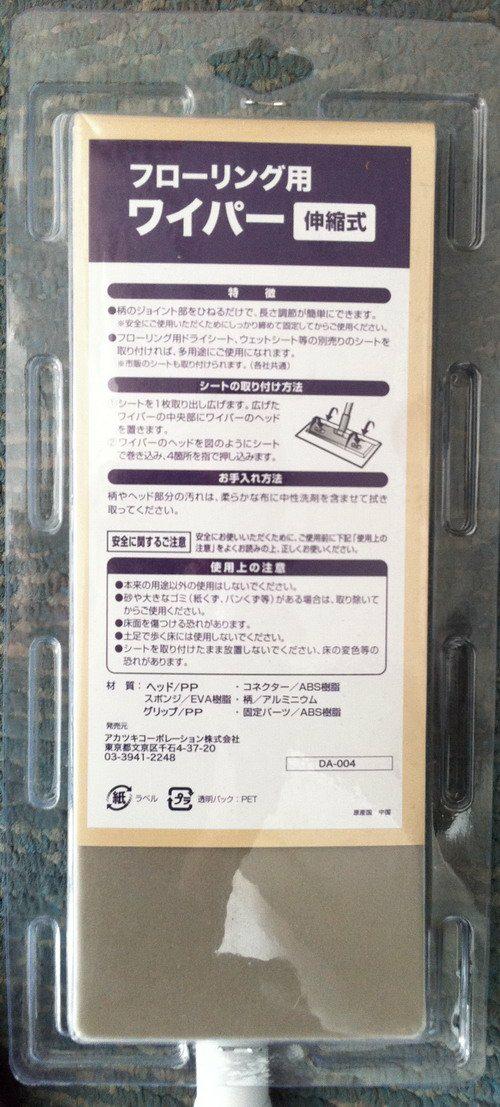 フローリング用
ワイパー 伸縮式
特 徴
●柄のジョイント部をひねるだけで、長さ調節が簡単にできます。
※安全にご使用いただくためにしっかり締めて固定してからご使用ください。
●フローリング用ドライシート、ウェットシート等の別売りのシートを
取り付ければ、多用途にご使用になれます。
※市販のシートも取り付けられます。(各社共通)
シートの取り付け方法
①シートを1枚取り出し広げます。広げた
ワイパーの中央部にワイパーのヘッド
を置きます。
②ワイパーのヘッドを図のようにシート
で巻き込み、4箇所を指で押し込みます。
お手入れ方法
柄やヘッド部分の汚れは、柔らかな布に中性洗剤を含ませて拭き
取ってください。
安全に関するご注意 安全にお使いいただくために、ご使用前に下記「使用上の
注意」をよくお読みの上、正しくお使いください。
使用上の注意
●本来の用途以外の使用はしないでください。
●砂や大きなゴミ(紙くず、パンくず等)がある場合は、取り除いて
からご使用ください。
●床面を傷つける恐れがあります。
●土足で歩く床には使用しないでください。
●シートを取り付けたまま放置しないでください、床の変色等の
恐れがあります。
材 質:ヘッド/PP ・コネクター/ABS樹脂
スポンジ/EVA樹脂・柄/アルミニウム
グリップ/PP ・固定パーツ/ABS樹脂
発売元
アカツキコーポレーション株式会社
東京都文京区千石4-37-20
03-3941-2248
DA-004
紙 ラベル プラ 透明パック:PET
原産国 中国